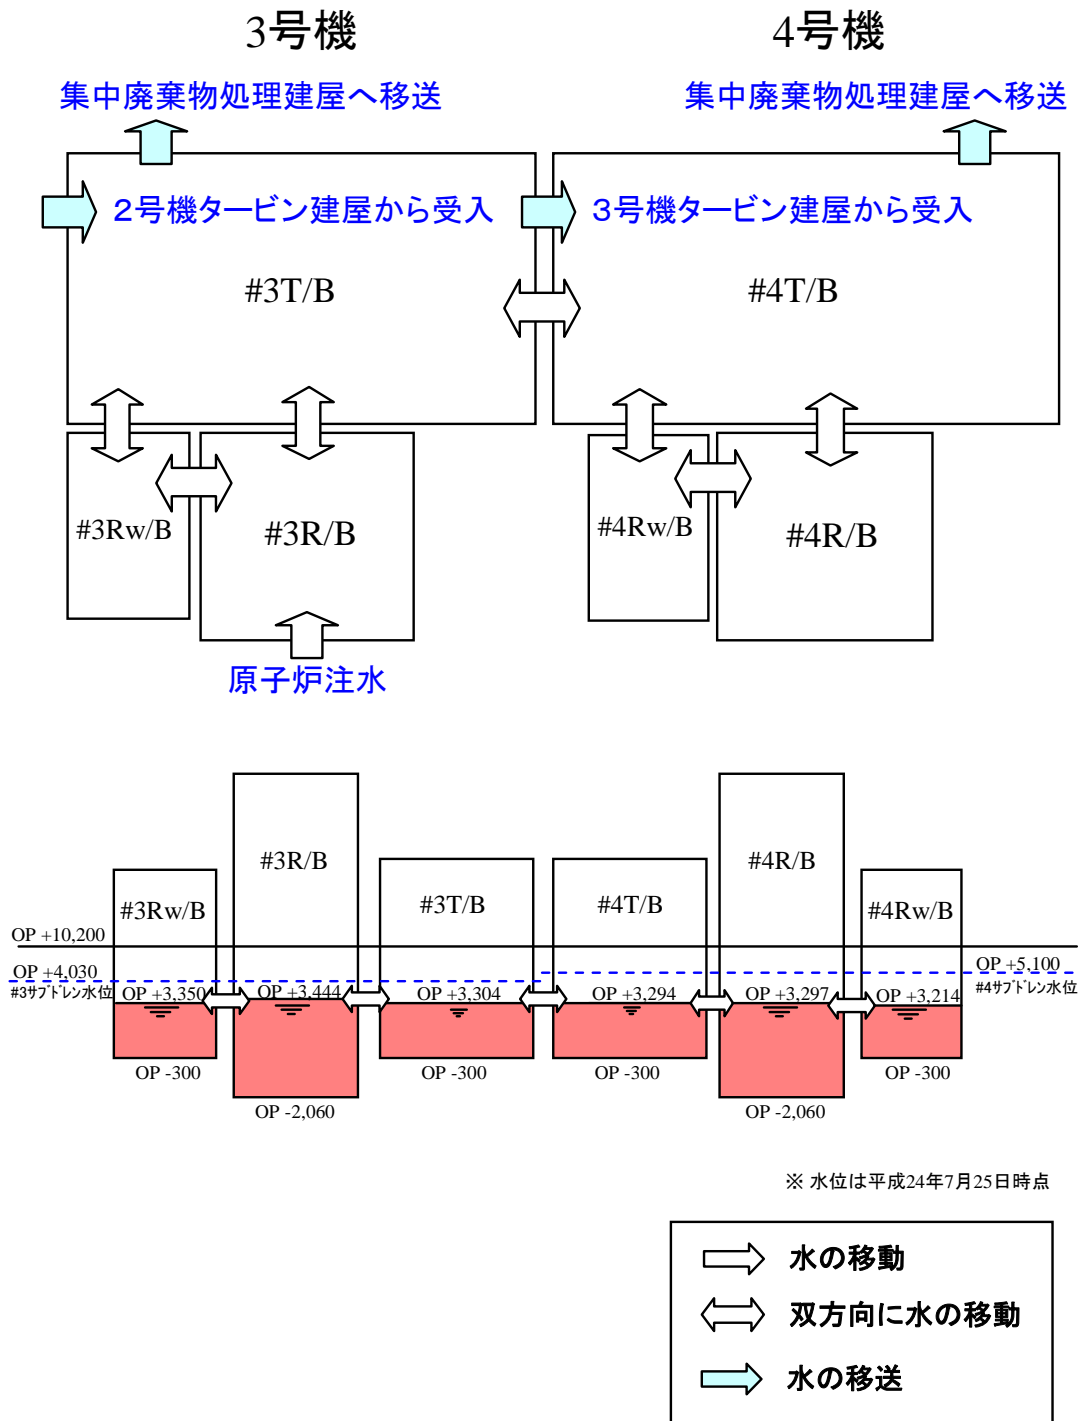 3号機
4号機
集中廃棄物処理建屋へ移送
集中廃棄物処理建屋へ移送
2号機タービン建屋から受入
3号機タービン建屋から受入
#3T/B
#4T/B
#3Rw/B
#3R/B
#4Rw/B
#4R/B
原子炉注水
#3Rw/B
#3R/B
#3T/B
#4T/B
#4R/B
#4Rw/B
OP +10,200
OP +4,030
#3サブドレン水位
OP +5,100
#4サブドレン水位
OP +3,350
OP +3,444
OP +3,304
OP +3,294
OP +3,297
OP +3,214
OP -300
OP -2,060
OP -300
OP -300
OP -2,060
OP -300
※ 水位は平成24年7月25日時点
水の移動
双方向に水の移動
水の移送